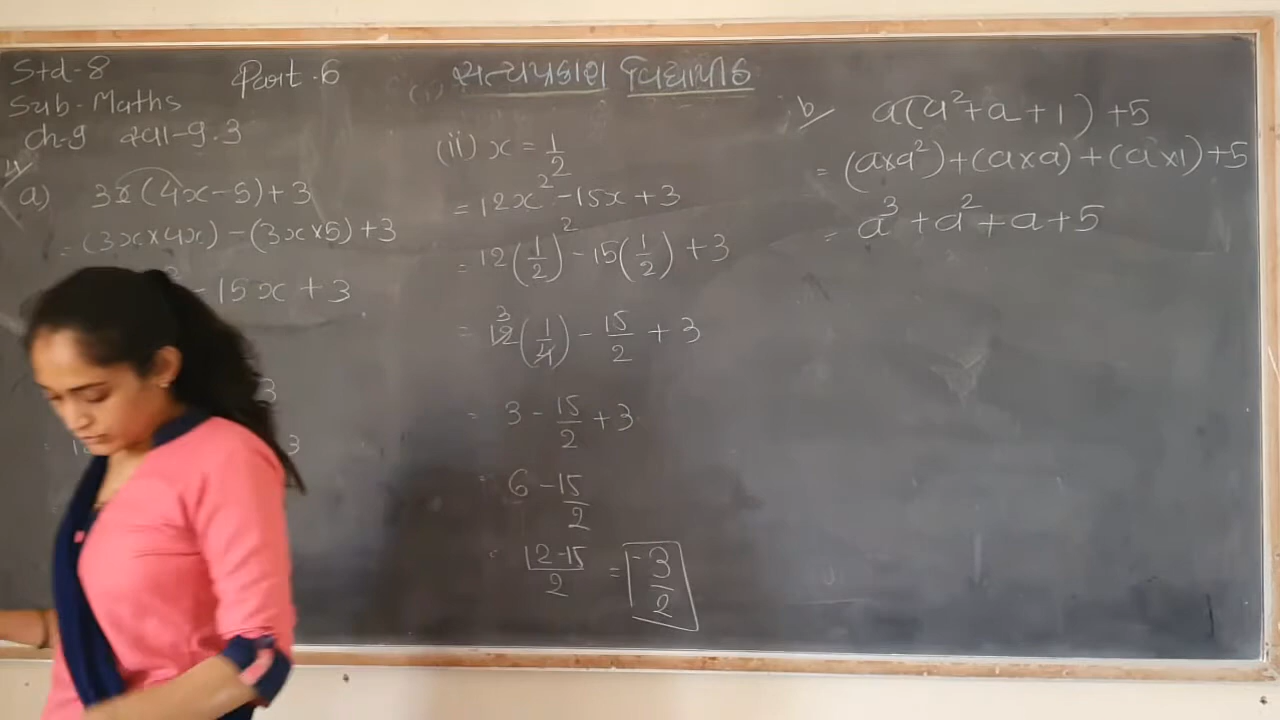 Std-8
Sub-Maths
Ch-9 સ્વા-9.3
Part-6
સત્યપ્રકાશ વિદ્યાપીઠ
a) 3x(4x-5)+3
= (3x×4x) - (3x×5) + 3
- 15x + 3
3
3
(ii) x = 1/2
= 12x² - 15x + 3
= 12(1/2)² - 15(1/2) + 3
= 12(1/4) - 15/2 + 3
3
= 3 - 15/2 + 3
= 6 - 15/2
= 12-15/2 = -3/2
b) a(a²+a+1)+5
= (a×a²)+(a×a)+(a×1)+5
= a³+a²+a+5